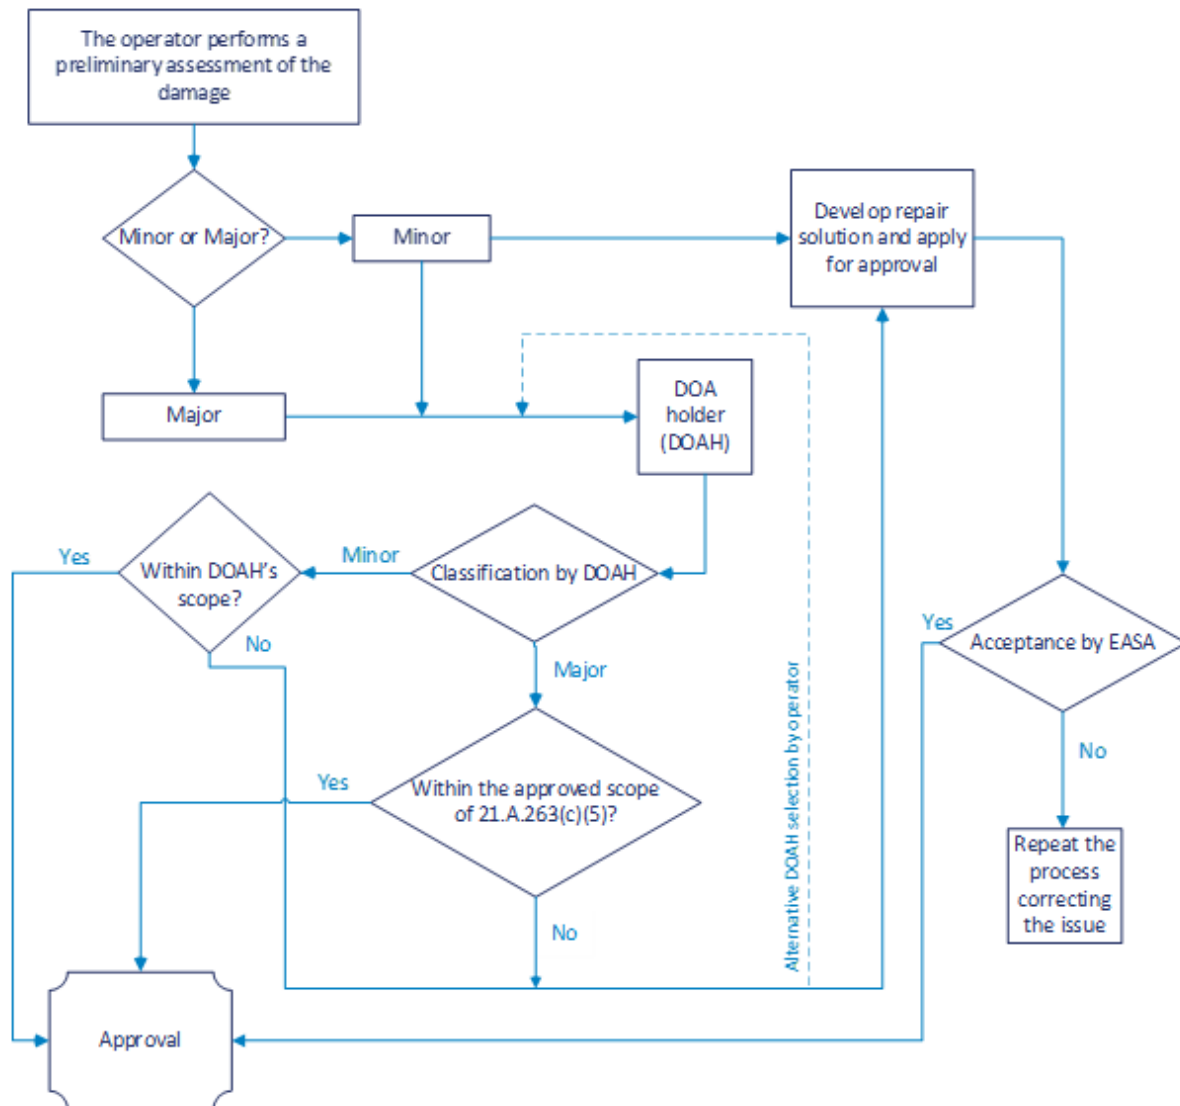 The operator performs a
preliminary assessment of the
damage
Minor or Major?
Minor
Develop repair
solution and apply
for approval
Major
DOA
holder
(DOAH)
Yes
Within DOAH's
scope?
Minor
Classification by DOAH
No
Major
Yes
Acceptance by EASA
No
Alternative DOAH selection by operator
Yes
Within the approved scope
of 21.A.263(c)(5)?
No
Repeat the
process
correcting
the issue
Approval